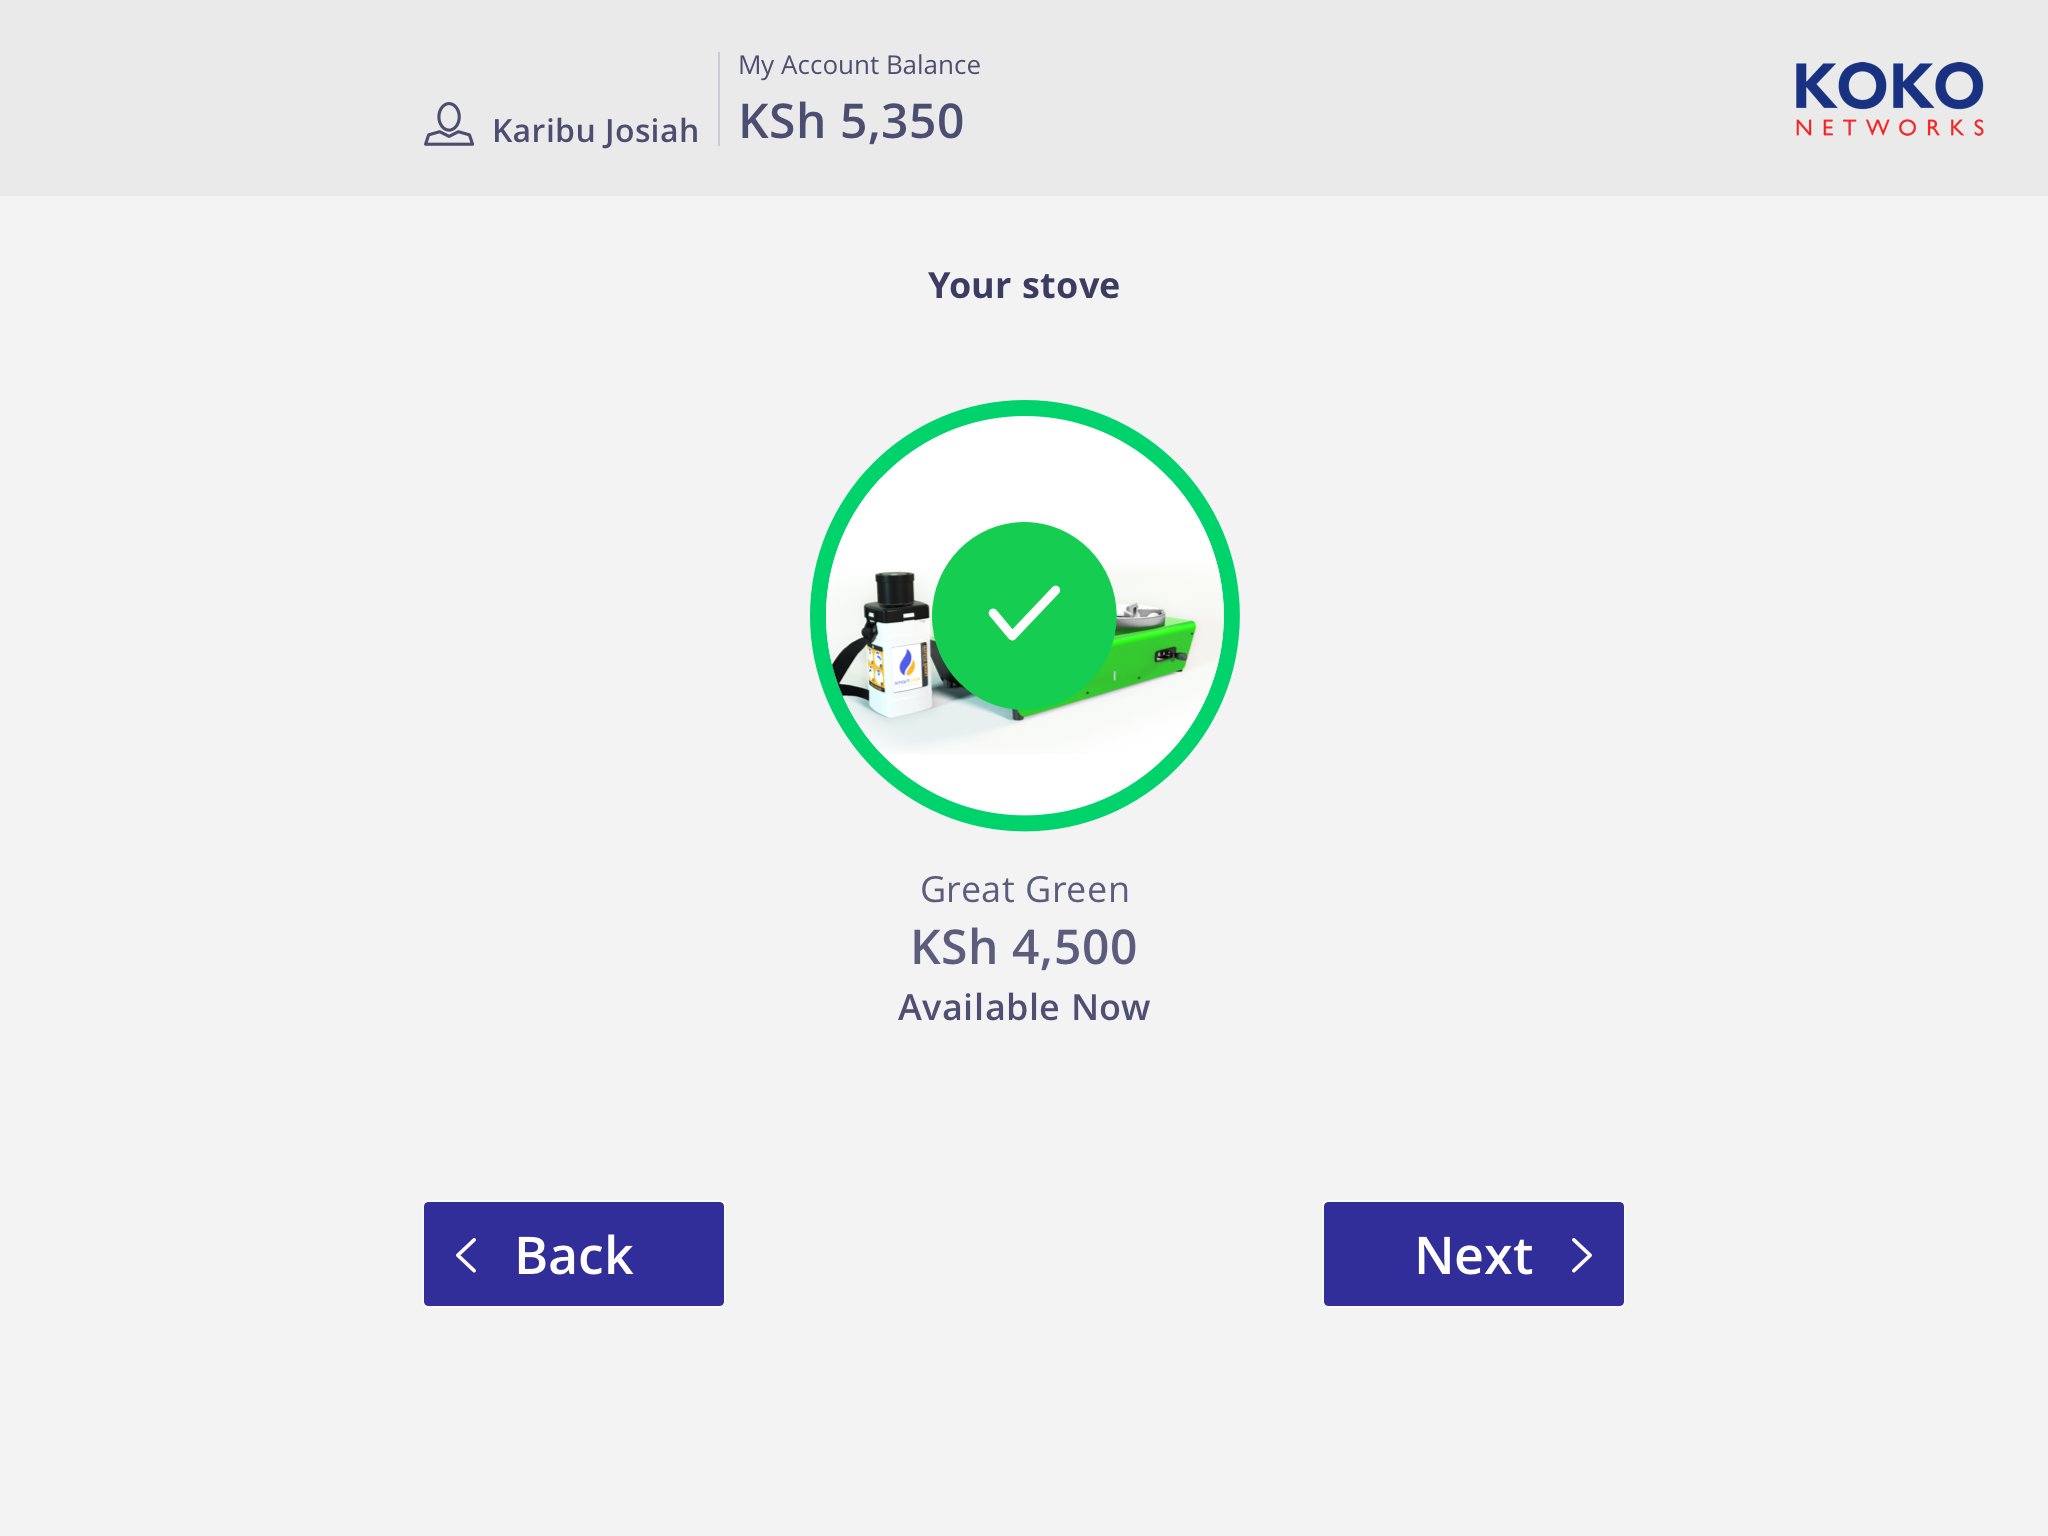 Karibu Josiah
My Account Balance
KSh 5,350
KOKO
NETWORKS
Your stove
Great Green
KSh 4,500
Available Now
Back
Next